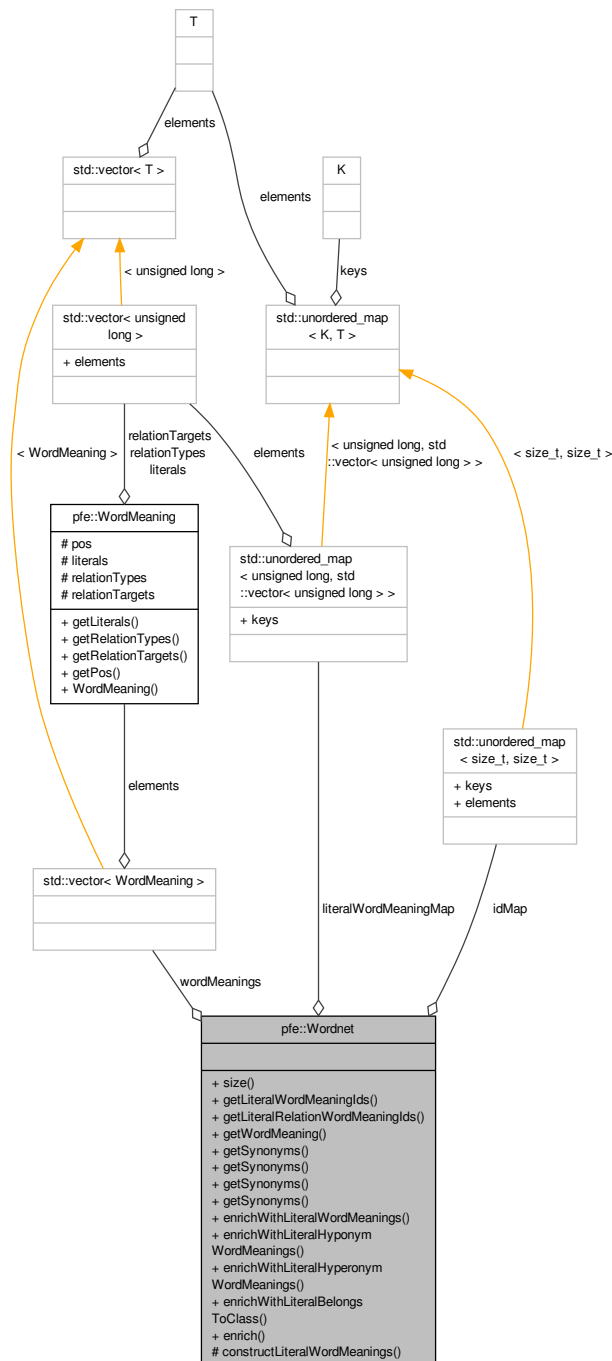 T
elements
std::vector< T >
elements
K
< unsigned long >
keys
std::vector< unsigned
long >
+ elements
std::unordered_map
< K, T >
< WordMeaning >
relationTargets
relationTypes
literals
elements
< unsigned long, std
::vector< unsigned long > >
< size_t, size_t >
pfe::WordMeaning
# pos
# literals
# relationTypes
# relationTargets
+ getLiterals()
+ getRelationTypes()
+ getRelationTargets()
+ getPos()
+ WordMeaning()
std::unordered_map
< unsigned long, std
::vector< unsigned long > >
+ keys
std::unordered_map
< size_t, size_t >
+ keys
+ elements
elements
std::vector< WordMeaning >
literalWordMeaningMap
idMap
wordMeanings
pfe::Wordnet
+ size()
+ getLiteralWordMeaningIds()
+ getLiteralRelationWordMeaningIds()
+ getWordMeaning()
+ getSynonyms()
+ getSynonyms()
+ getSynonyms()
+ getSynonyms()
+ enrichWithLiteralWordMeanings()
+ enrichWithLiteralHyponym
WordMeanings()
+ enrichWithLiteralHyperonym
WordMeanings()
+ enrichWithLiteralBelongs
ToClass()
+ enrich()
# constructLiteralWordMeanings()